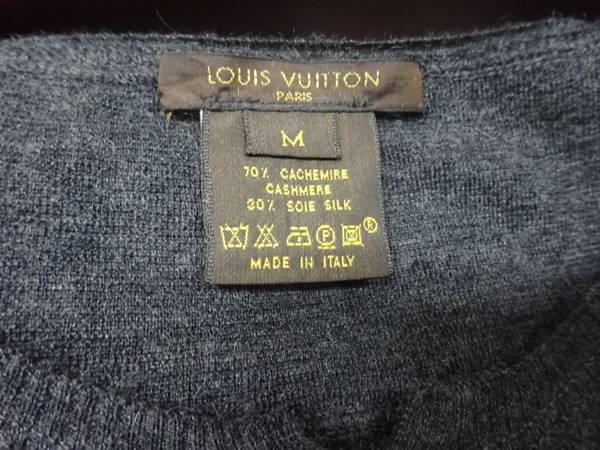 LOUIS VUITTON
PARIS
M
70% CACHEMIRE
CASHMERE
30% SOIE SILK
P
®
MADE IN ITALY